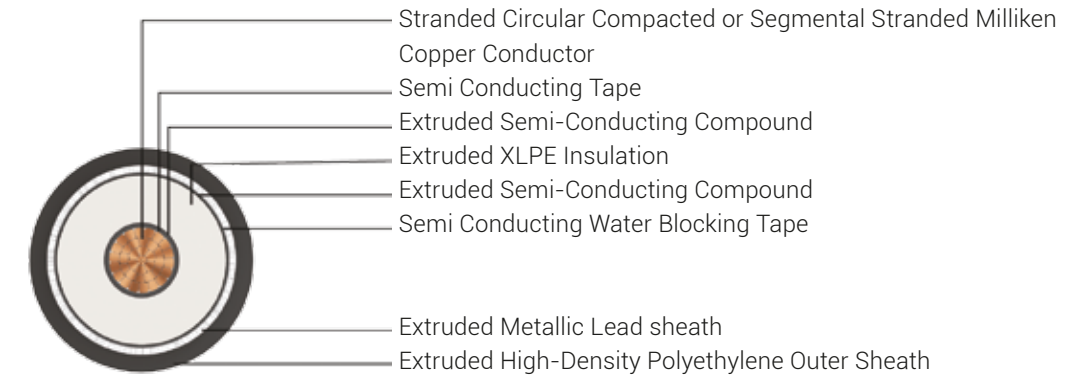 Stranded Circular Compacted or Segmental Stranded Milliken
Copper Conductor
Semi Conducting Tape
Extruded Semi-Conducting Compound
Extruded XLPE Insulation
Extruded Semi-Conducting Compound
Semi Conducting Water Blocking Tape
Extruded Metallic Lead sheath
Extruded High-Density Polyethylene Outer Sheath